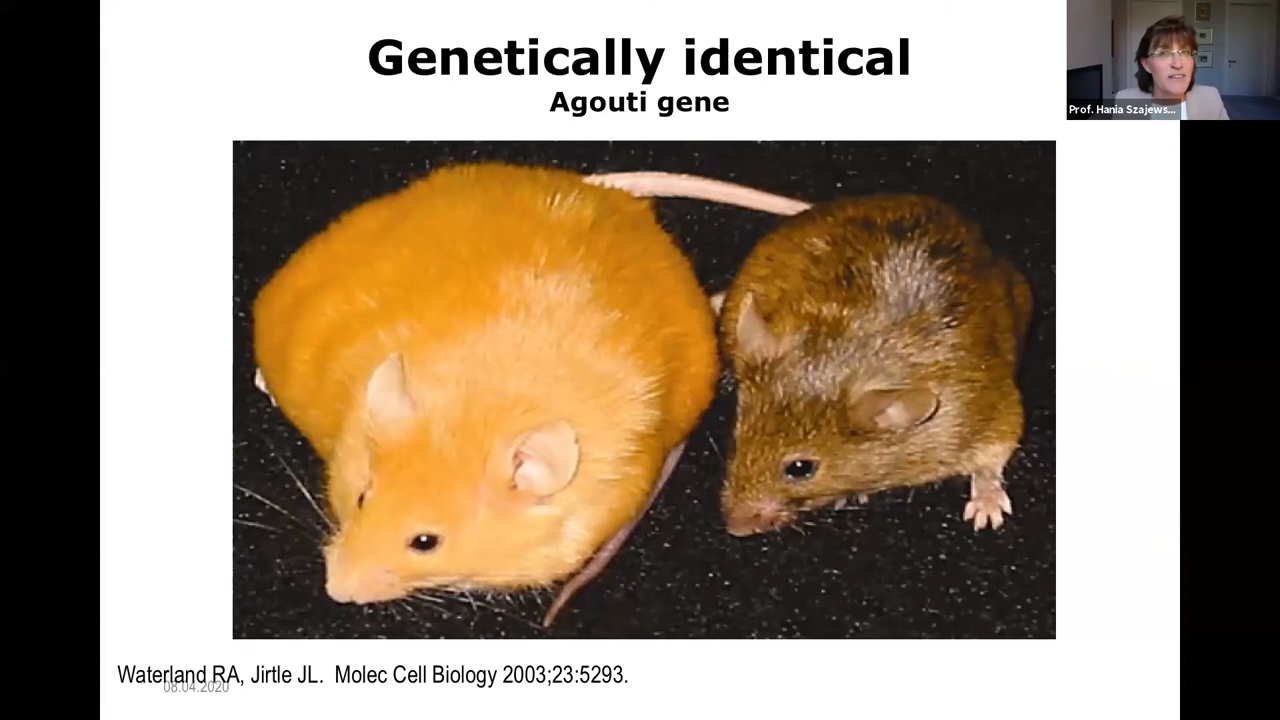 Genetically identical
Agouti gene
Prof. Hania Szajews...
Waterland RA, Jirtle JL. Molec Cell Biology 2003;23:5293.
08.04.2020